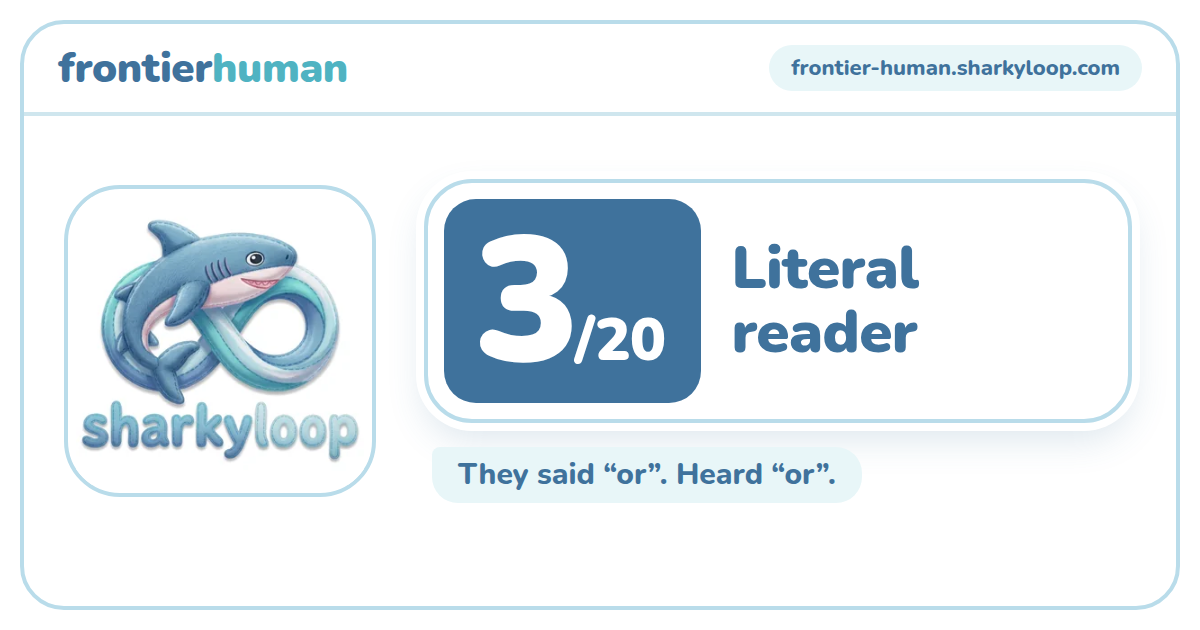 frontierhuman
frontier-human.sharkyloop.com
sharkyloop
3/20
Literal
reader
They said “or”. Heard “or”.